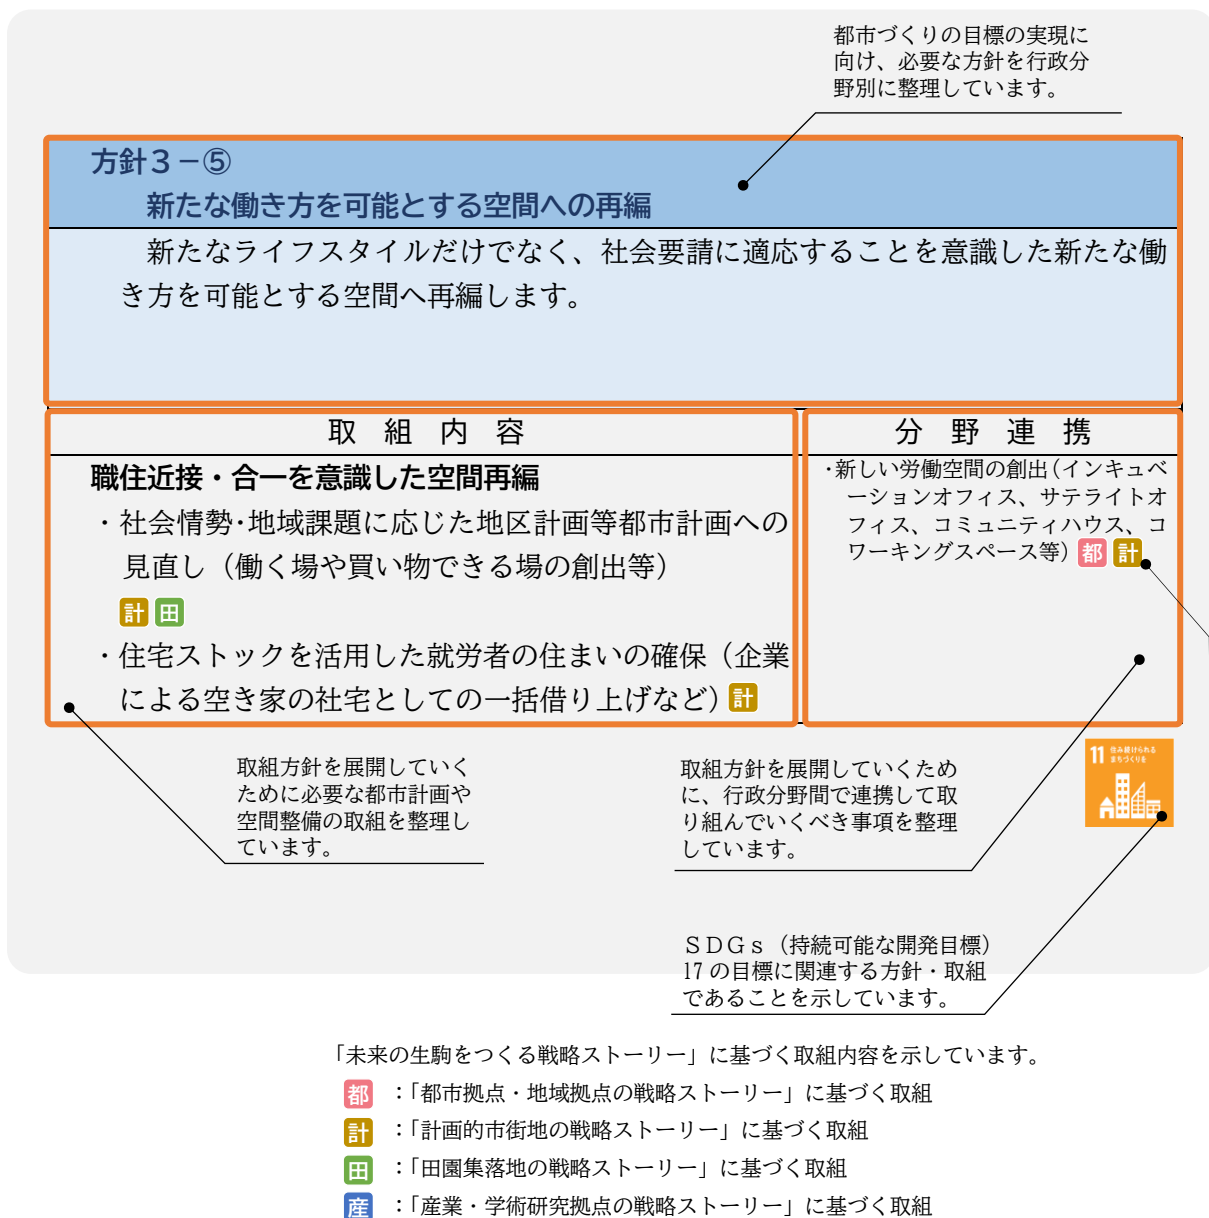 都市づくりの目標の実現に
向け、必要な方針を行政分
野別に整理しています。
方針３－⑤
新たな働き方を可能とする空間への再編
新たなライフスタイルだけでなく、社会要請に適応することを意識した新たな働
き方を可能とする空間へ再編します。
取組内容
職住近接・合一を意識した空間再編
・社会情勢・地域課題に応じた地区計画等都市計画への
見直し（働く場や買い物できる場の創出等）
計 田
・住宅ストックを活用した就労者の住まいの確保（企業
による空き家の社宅としての一括借り上げなど） 計
分野連携
・新しい労働空間の創出（インキュベ
ーションオフィス、サテライトオ
フィス、コミュニティハウス、コ
ワーキングスペース等） 都 計
取組方針を展開していく
ために必要な都市計画や
空間整備の取組を整理し
ています。
取組方針を展開していくため
に、行政分野間で連携して取
り組んでいくべき事項を整理
しています。
11 住み続けられる
まちづくりを
ＳＤＧｓ（持続可能な開発目標）
17の目標に関連する方針・取組
であることを示しています。
「未来の生駒をつくる戦略ストーリー」に基づく取組内容を示しています。
都 ：「都市拠点・地域拠点の戦略ストーリー」に基づく取組
計 ：「計画的市街地の戦略ストーリー」に基づく取組
田 ：「田園集落地の戦略ストーリー」に基づく取組
産 ：「産業・学術研究拠点の戦略ストーリー」に基づく取組